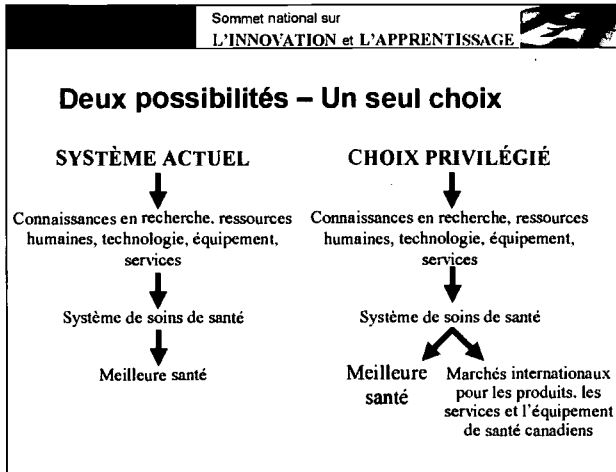 Sommet national sur
L'INNOVATION et L'APPRENTISSAGE
Deux possibilités – Un seul choix
SYSTÈME ACTUEL
Connaissances en recherche, ressources
humaines, technologie, équipement,
services
Système de soins de santé
Meilleure santé
CHOIX PRIVILÉGIÉ
Connaissances en recherche, ressources
humaines, technologie, équipement,
services
Système de soins de santé
Meilleure
santé
Marchés internationaux
pour les produits, les
services et l'équipement
de santé canadiens